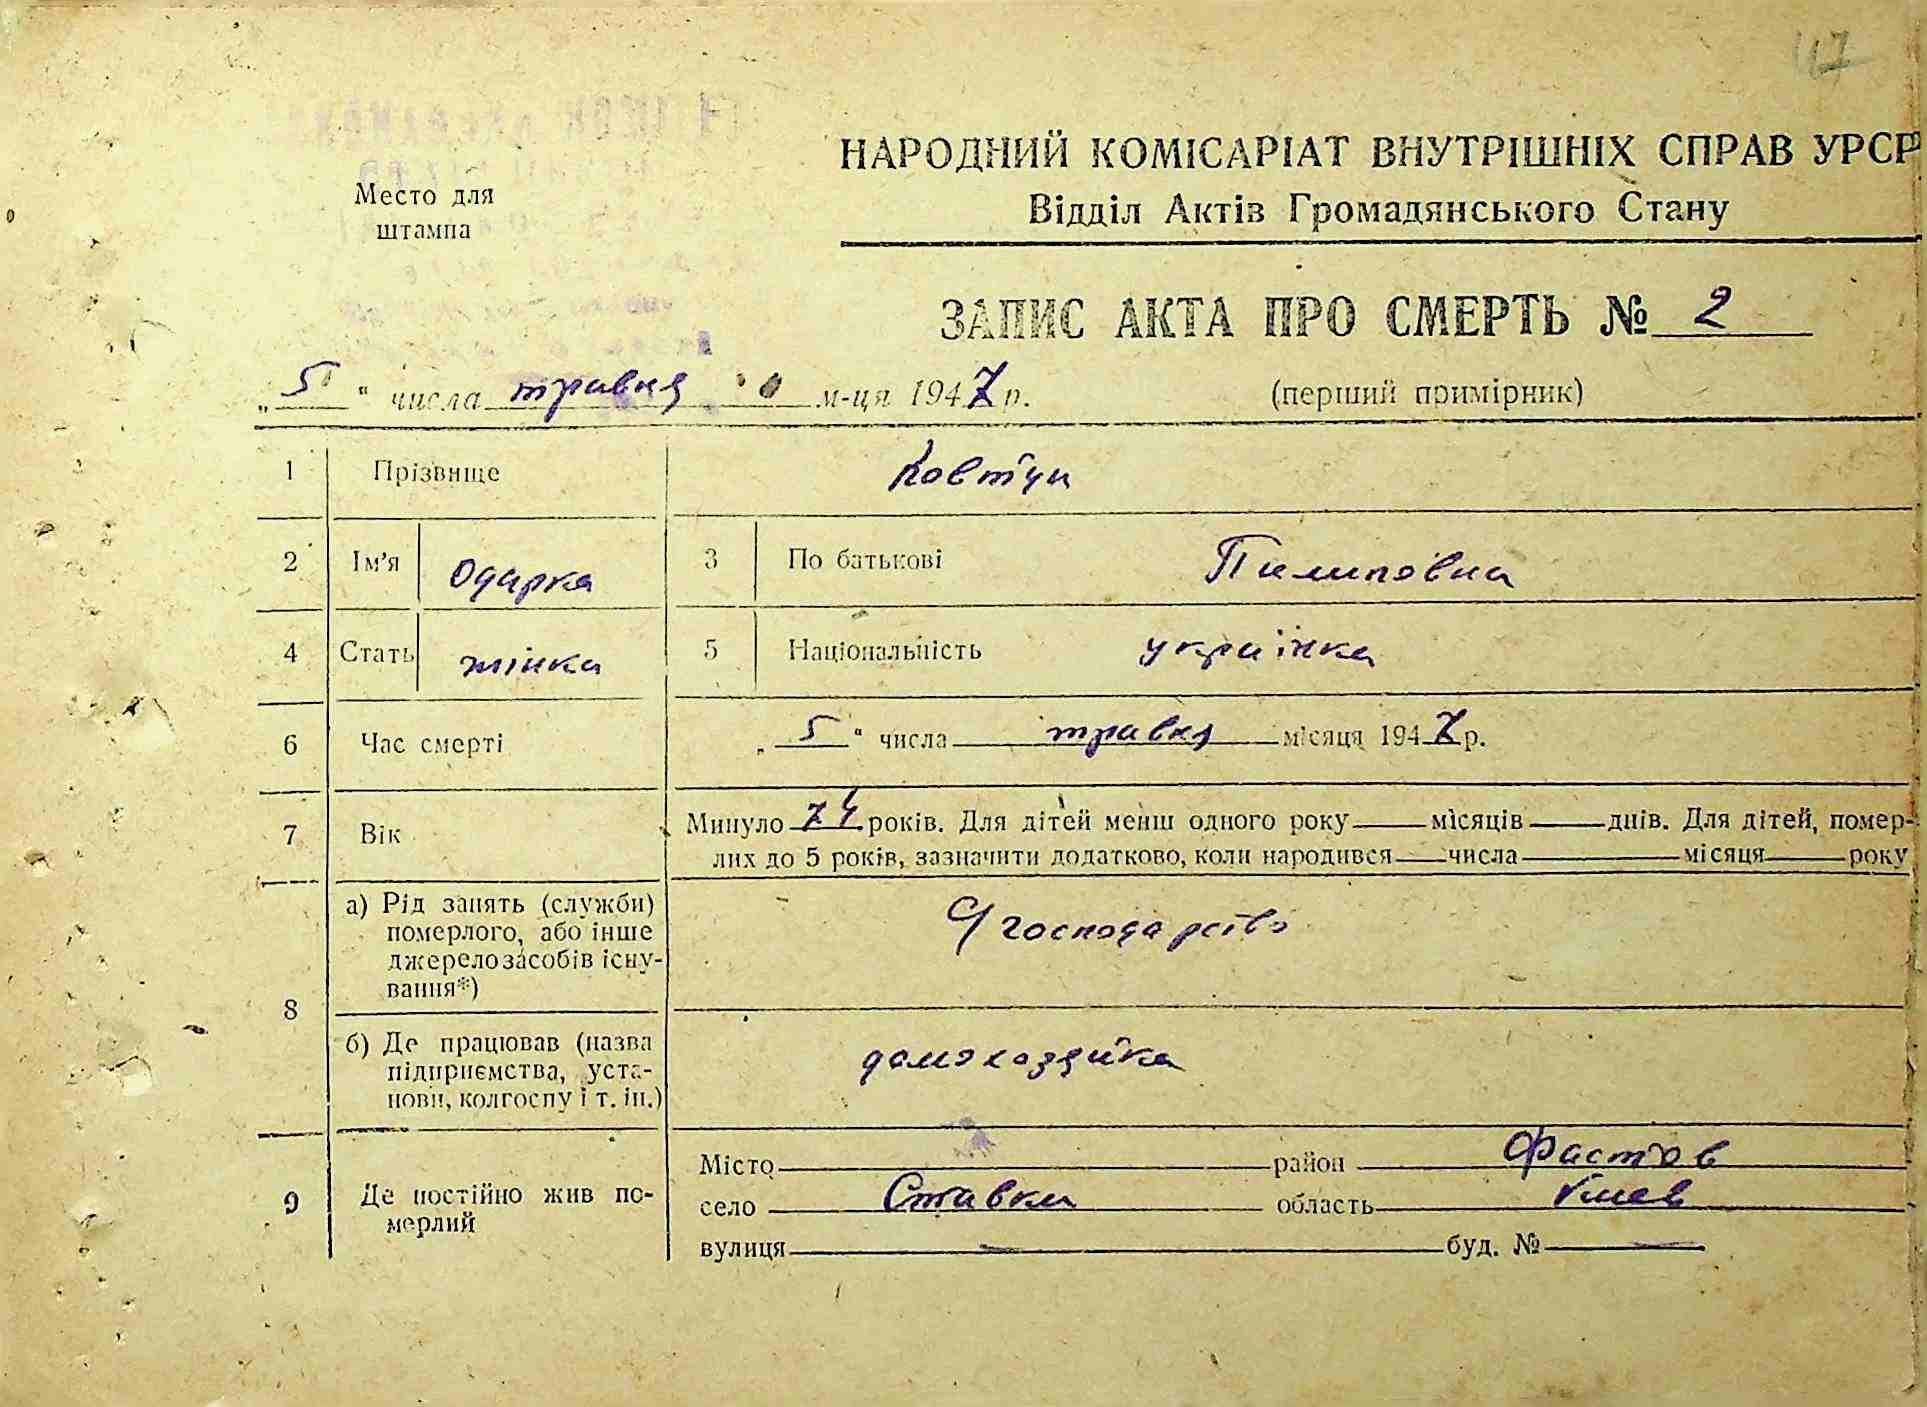 117
НАРОДНИЙ КОМІСАРІАТ ВНУТРІШНІХ СПРАВ УРСР
Место для
штампа
Відділ Актів Громадянського Стану
ЗАПИС АКТА ПРО СМЕРТЬ № 2
„5“ числа травня м-ця 1947 р.
(перший примірник)
1 Прізвище Ковтун
2 Ім'я Одарка 3 По батькові Пилиповна
4 Стать жінка 5 Національність українка
6 Час смерті „5“ числа травня місяця 1947 р.
7 Вік Минуло 74 років. Для дітей менш одного року — місяців — днів. Для дітей, помер-
лих до 5 років, зазначити додатково, коли народився — числа — місяця — року
8 а) Рід занять (служби)
померлого, або інше
джерело засобів існу-
вання*)
господарство
б) Де працював (назва
підприємства, уста-
нови, колгоспу і т. ін.)
домохозяйка
9 Де постійно жив по-
мерлий
Місто — район Фастов
село Ставки область Киев
вулиця — буд. № —